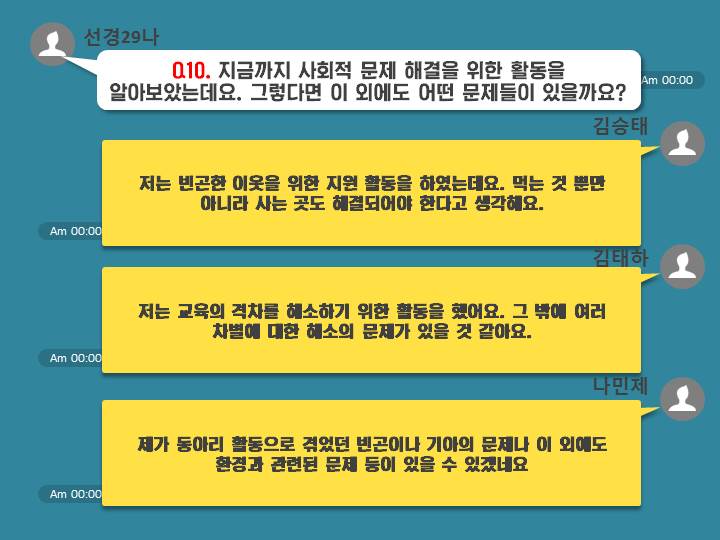 선경29나
Q10. 지금까지 사회적 문제 해결을 위한 활동을
알아보았는데요. 그렇다면 이 외에도 어떤 문제들이 있을까요?
Am 00:00
김승태
저는 빈곤한 이웃을 위한 지원 활동을 하였는데요. 먹는 것 뿐만
아니라 사는 곳도 해결되어야 한다고 생각해요.
Am 00:00
김태하
저는 교육의 격차를 해소하기 위한 활동을 했어요. 그 밖에 여러
차별에 대한 해소의 문제가 있을 것 같아요.
Am 00:00
나민제
제가 동아리 활동으로 겪었던 빈곤이나 기아의 문제나 이 외에도
환경과 관련된 문제 등이 있을 수 있겠네요
Am 00:00